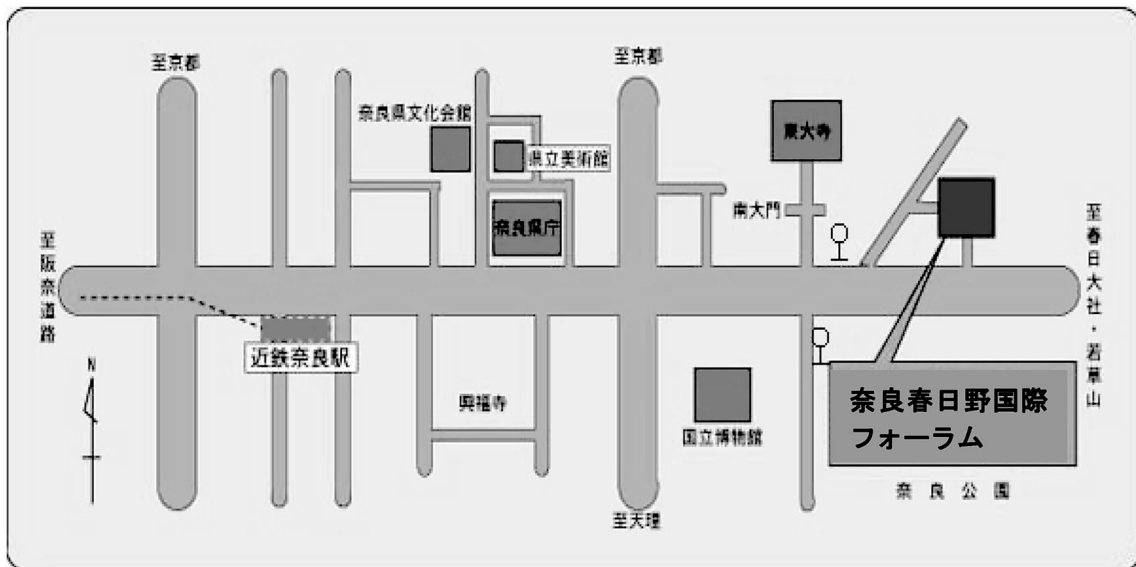 至京都
至京都
奈良県文化会館
県立美術館
東大寺
奈良県庁
南大門
至阪奈道路
至春日大社・若草山
近鉄奈良駅
N
興福寺
国立博物館
奈良春日野国際
フォーラム
奈良公園
至天理